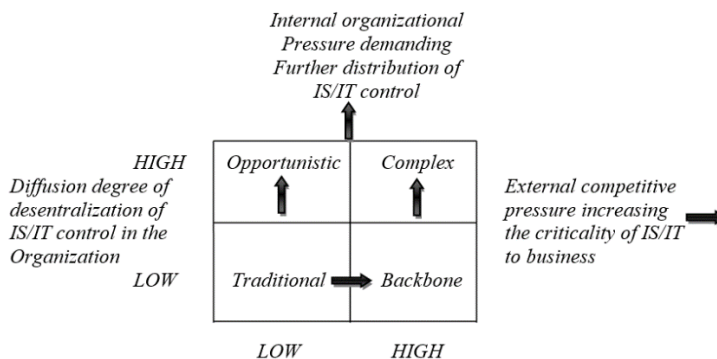 Internal organizational
Pressure demanding
Further distribution of
IS/IT control
HIGH
Opportunistic
Complex
Diffusion degree of
desentralization of
IS/IT control in the
Organization
External competitive
pressure increasing
the criticality of IS/IT
to business
LOW
Traditional
Backbone
LOW
HIGH